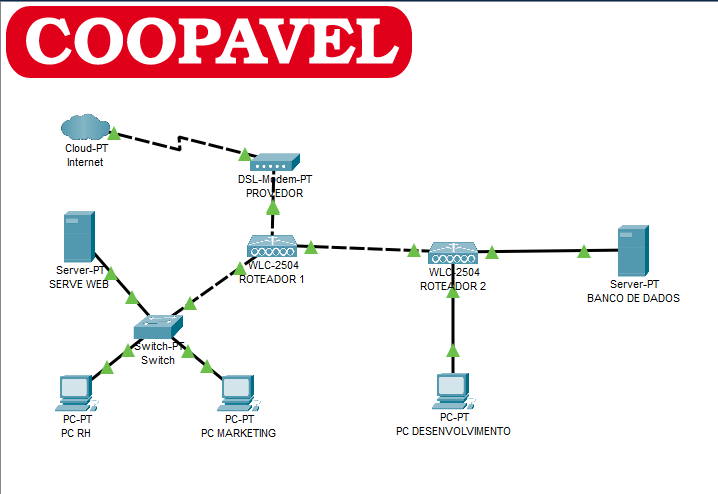 COOPAVEL
Cloud-PT
Internet
DSL-Modem-PT
PROVEDOR
Server-PT
SERVE WEB
WLC-2504
ROTEADOR 1
WLC-2504
ROTEADOR 2
Server-PT
BANCO DE DADOS
Switch-PT
Switch
PC-PT
PC RH
PC-PT
PC MARKETING
PC-PT
PC DESENVOLVIMENTO